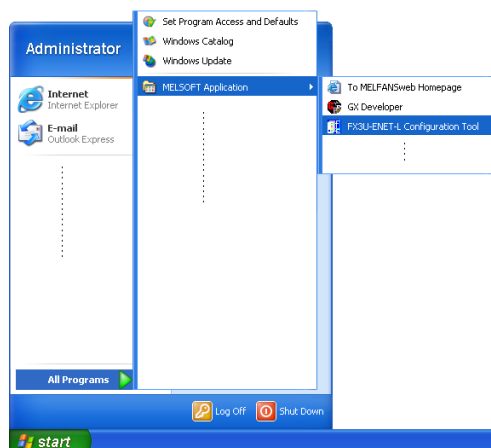 Administrator
Internet
Internet Explorer
E-mail
Outlook Express
All Programs
Set Program Access and Defaults
Windows Catalog
Windows Update
MELSOFT Application
To MELFANSweb Homepage
GX Developer
FX3U-ENET-L Configuration Tool
Log Off
Shut Down
start